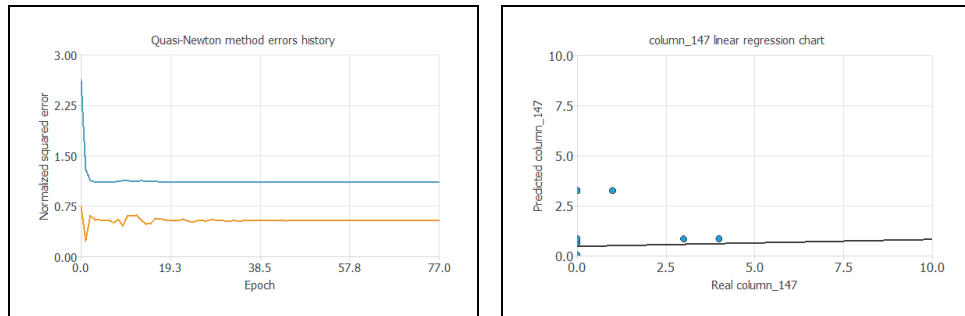 Quasi-Newton method errors history
3.00
2.25
1.50
0.75
0.00
Normalized squared error
0.0 19.3 38.5 57.8 77.0
Epoch
column_147 linear regression chart
10.0
7.5
5.0
2.5
0.0
Predicted column_147
0.0 2.5 5.0 7.5 10.0
Real column_147